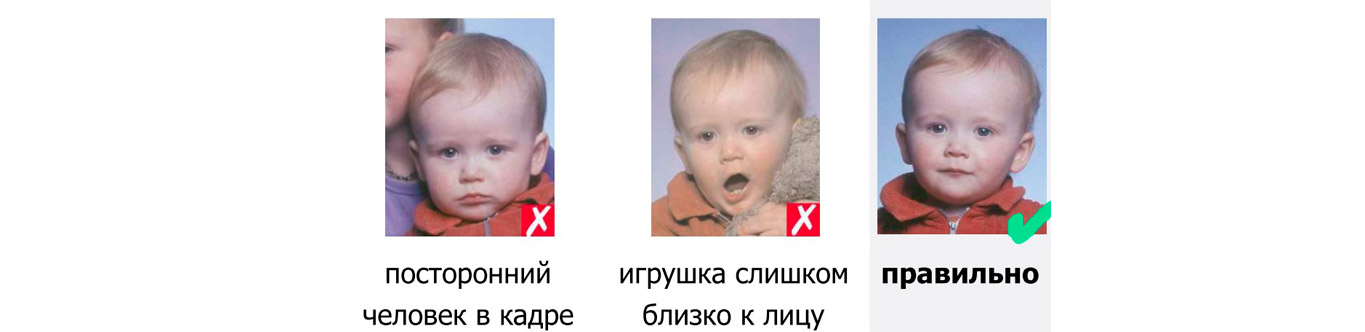 посторонний
человек в кадре
игрушка слишком
близко к лицу
правильно